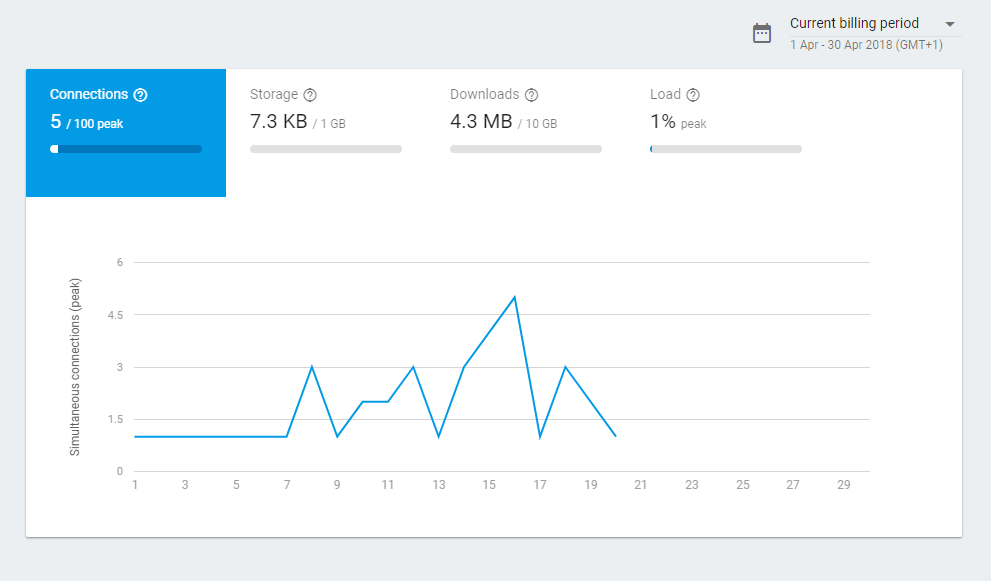 Current billing period
1 Apr - 30 Apr 2018 (GMT+1)
Connections ?
5 / 100 peak
Storage ?
7.3 KB / 1 GB
Downloads ?
4.3 MB / 10 GB
Load ?
1% peak
Simultaneous connections (peak)
6
4.5
3
1.5
0
1 3 5 7 9 11 13 15 17 19 21 23 25 27 29